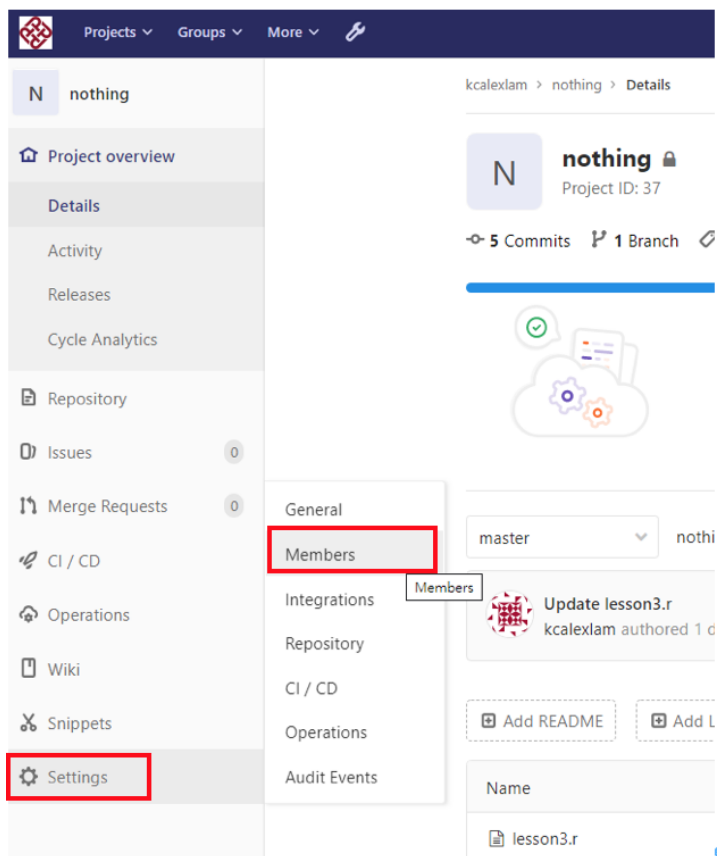 Projects Groups More
N nothing
Project overview
Details
Activity
Releases
Cycle Analytics
Repository
Issues 0
Merge Requests 0
CI / CD
Operations
Wiki
Snippets
Settings
General
Members
Members
Integrations
Repository
CI / CD
Operations
Audit Events
kcalexlam > nothing > Details
N
nothing
Project ID: 37
5 Commits 1 Branch
master
nothi
Update lesson3.r
kcalexlam authored 1 d
Add README Add L
Name
lesson3.r